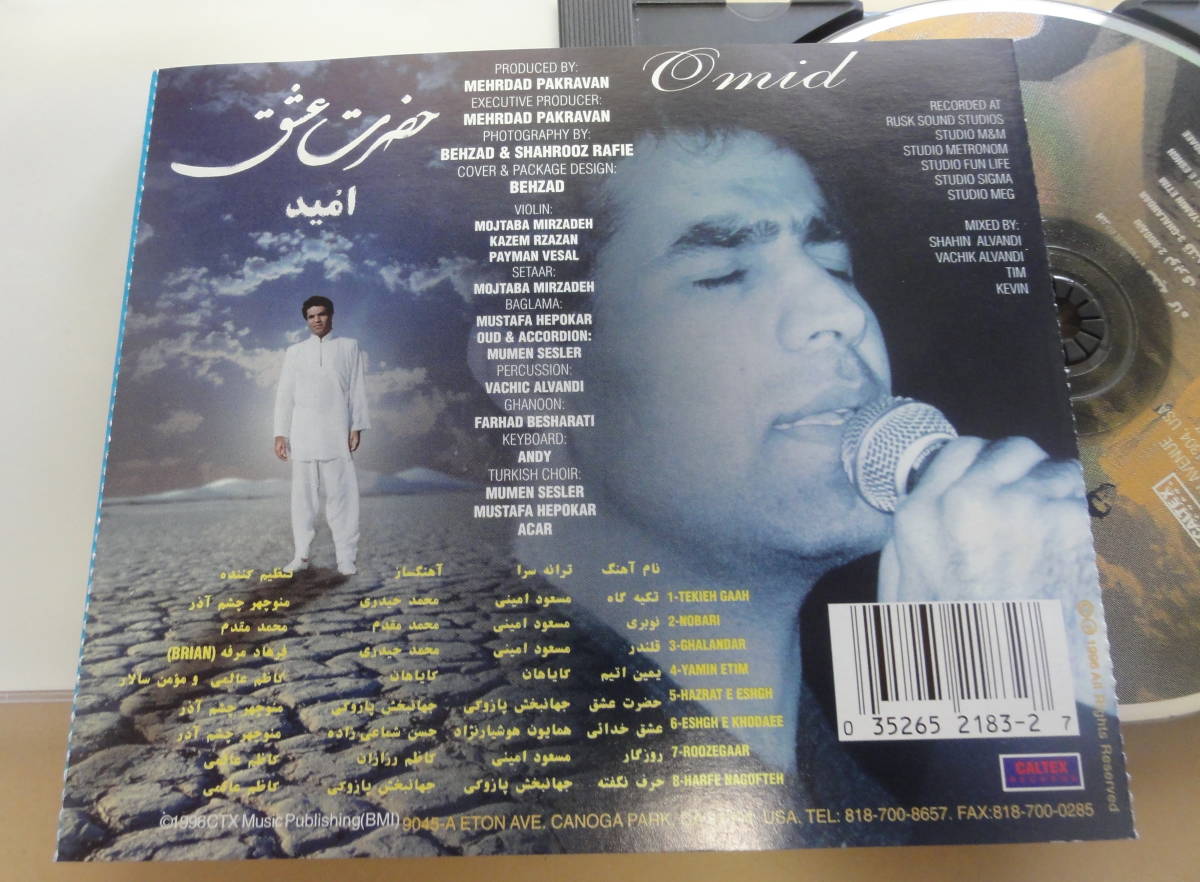 Omid
حضرت عشق
امُید
PRODUCED BY:
MEHRDAD PAKRAVAN
EXECUTIVE PRODUCER:
MEHRDAD PAKRAVAN
PHOTOGRAPHY BY:
BEHZAD & SHAHROOZ RAFIE
COVER & PACKAGE DESIGN:
BEHZAD
VIOLIN:
MOJTABA MIRZADEH
KAZEM RZAZAN
PAYMAN VESAL
SETAAR:
MOJTABA MIRZADEH
BAGLAMA:
MUSTAFA HEPOKAR
OUD & ACCORDION:
MUMEN SESLER
PERCUSSION:
VACHIC ALVANDI
GHANOON:
FARHAD BESHARATI
KEYBOARD:
ANDY
TURKISH CHOIR:
MUMEN SESLER
MUSTAFA HEPOKAR
ACAR
RECORDED AT
RUSK SOUND STUDIOS
STUDIO M&M
STUDIO METRONOM
STUDIO FUN LIFE
STUDIO SIGMA
STUDIO MEG
MIXED BY:
SHAHIN ALVANDI
VACHIK ALVANDI
TIM
KEVIN
نام آهنگ ترانه سرا آهنگساز تنظیم کننده
1-TEKIEH GAAH تکیه گاه مسعود امینی محمد حیدری منوچهر چشم آذر
2-NOBARI نوبری مسعود امینی محمد مقدم محمد مقدم
3-GHALANDAR قلندر مسعود امینی محمد حیدری فرهاد مرفه (BRIAN)
4-YAMIN ETIM یمین اتیم کایاهان کایاهان کاظم عالمی و مؤمن سالار
5-HAZRAT E ESHGH حضرت عشق جهانبخش پازوکی جهانبخش پازوکی منوچهر چشم آذر
6-ESHGH E KHODAEE عشق خدائی همایون هوشیارنژاد حسن شماعی زاده منوچهر چشم آذر
7-ROOZEGAAR روزگار مسعود امینی کاظم رزازان کاظم عالمی
8-HARFE NAGOFTEH حرف نگفته جهانبخش پازوکی جهانبخش پازوکی کاظم عالمی
0 35265 2183-2 7
CALTEX
RECORDS
℗© 1996 All Rights Reserved
©1996CTX Music Publishing(BMI) 9045-A ETON AVE. CANOGA PARK, USA. TEL: 818-700-8657. FAX:818-700-0285
CALTEX
AVENUE
USA